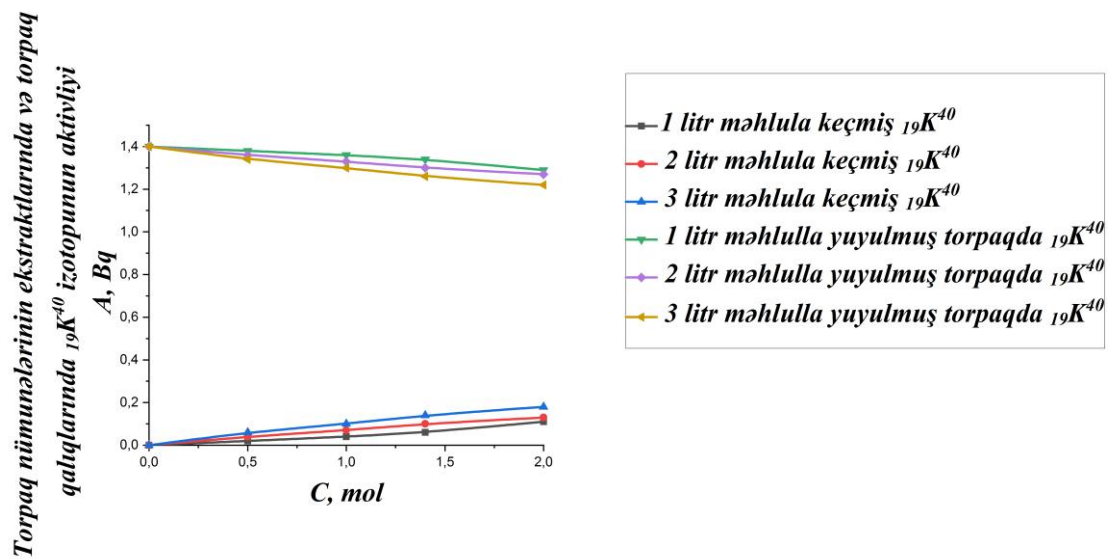 Torpaq nümunələrinin ekstraktlarında və torpaq
qalıqlarında ₁₉K⁴⁰ izotopunun aktivliyi
A, Bq
1,4
1,2
1,0
0,8
0,6
0,4
0,2
0,0
0,0 0,5 1,0 1,5 2,0
C, mol
1 litr məhlula keçmiş ₁₉K⁴⁰
2 litr məhlula keçmiş ₁₉K⁴⁰
3 litr məhlula keçmiş ₁₉K⁴⁰
1 litr məhlulla yuyulmuş torpaqda ₁₉K⁴⁰
2 litr məhlulla yuyulmuş torpaqda ₁₉K⁴⁰
3 litr məhlulla yuyulmuş torpaqda ₁₉K⁴⁰